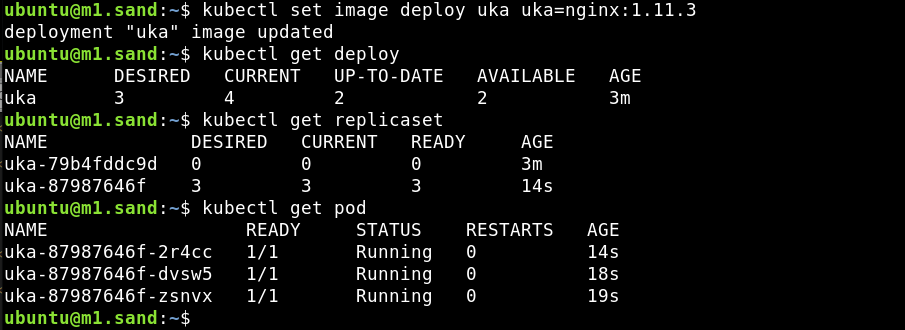 ubuntu@m1.sand:~$ kubectl set image deploy uka uka=nginx:1.11.3
deployment "uka" image updated
ubuntu@m1.sand:~$ kubectl get deploy
NAME      DESIRED   CURRENT   UP-TO-DATE   AVAILABLE   AGE
uka       3         4         2            2           3m
ubuntu@m1.sand:~$ kubectl get replicaset
NAME             DESIRED   CURRENT   READY     AGE
uka-79b4fddc9d   0         0         0         3m
uka-87987646f    3         3         3         14s
ubuntu@m1.sand:~$ kubectl get pod
NAME                  READY     STATUS    RESTARTS   AGE
uka-87987646f-2r4cc   1/1       Running   0          14s
uka-87987646f-dvsw5   1/1       Running   0          18s
uka-87987646f-zsnvx   1/1       Running   0          19s
ubuntu@m1.sand:~$